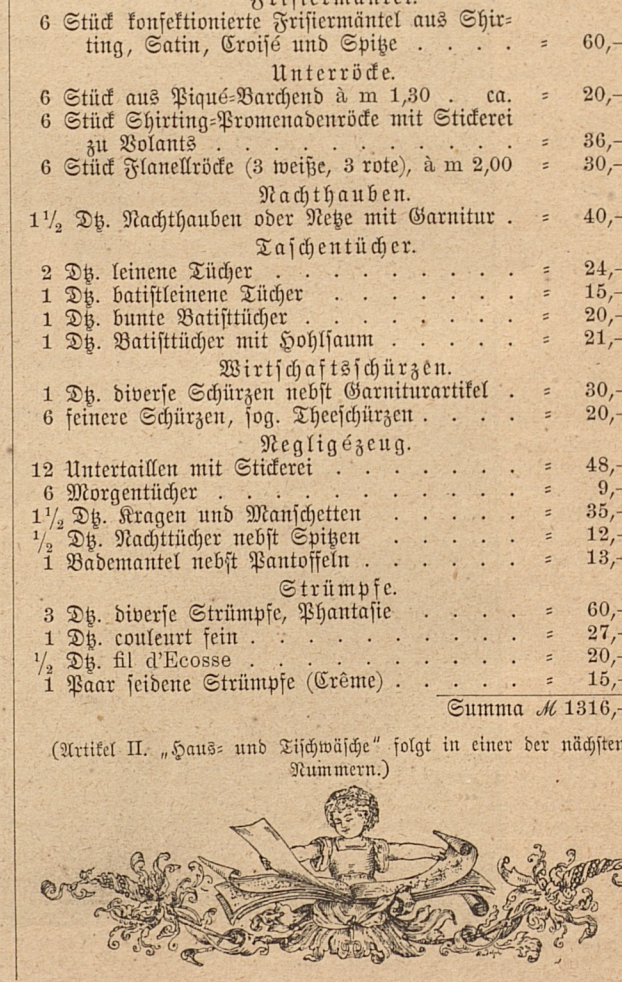 Frisiermäntel.
6 Stück konfektionierte Frisiermäntel aus Shir=
ting, Satin, Croisé und Spitze . . . . = 60,-
Unterröcke.
6 Stück aus Piqué=Barchend à m 1,30 . ca. = 20,-
6 Stück Shirting=Promenadenröcke mit Stickerei
zu Volants . . . . . . . . . . . . = 36,-
6 Stück Flanellröcke (3 weiße, 3 rote), à m 2,00 = 30,-
Nachthauben.
1½ Dtz. Nachthauben oder Netze mit Garnitur . = 40,-
Taschentücher.
2 Dtz. leinene Tücher . . . . . . . . . = 24,-
1 Dtz. batistleinene Tücher . . . . . . . = 15,-
1 Dtz. bunte Batisttücher . . . . . . . . = 20,-
1 Dtz. Batisttücher mit Hohlsaum . . . . . = 21,-
Wirtschaftsschürzen.
1 Dtz. diverse Schürzen nebst Garniturartikel . = 30,-
6 feinere Schürzen, sog. Theeschürzen . . . . = 20,-
Negligézeug.
12 Untertaillen mit Stickerei . . . . . . . = 48,-
6 Morgentücher . . . . . . . . . . . = 9,-
1½ Dtz. Kragen und Manschetten . . . . . = 35,-
½ Dtz. Nachttücher nebst Spitzen . . . . . = 12,-
1 Bademantel nebst Pantoffeln . . . . . . = 13,-
Strümpfe.
3 Dtz. diverse Strümpfe, Phantasie . . . . = 60,-
1 Dtz. couleurt fein . . . . . . . . . . = 27,-
½ Dtz. fil d'Ecosse . . . . . . . . . . = 20,-
1 Paar seidene Strümpfe (Crême) . . . . . = 15,-
Summa ℳ 1316,-
(Artikel II. „Haus= und Tischwäsche“ folgt in einer der nächsten
Nummern.)